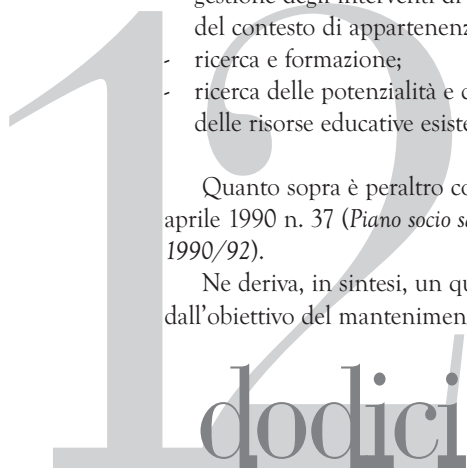 gestione degli interventi di
del contesto di appartenenz
- ricerca e formazione;
- ricerca delle potenzialità e
delle risorse educative esiste
Quanto sopra è peraltro co
aprile 1990 n. 37 (Piano socio s
1990/92).
Ne deriva, in sintesi, un qu
dall'obiettivo del mantenimen
12
dodici